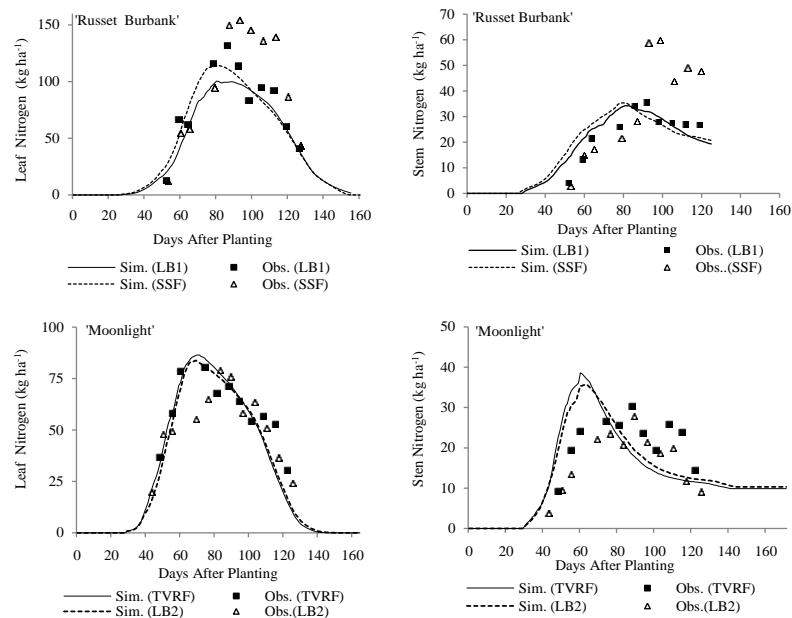 'Russet Burbank'
Leaf Nitrogen (kg ha-1)
150
100
50
0
0 20 40 60 80 100 120 140 160
Days After Planting
Sim. (LB1) Obs. (LB1)
Sim. (SSF) Obs. (SSF)
'Russet Burbank'
Stem Nitrogen (kg ha-1)
70
60
50
40
30
20
10
0
0 20 40 60 80 100 120 140 160
Days After Planting
Sim. (LB1) Obs. (LB1)
Sim. (SSF) Obs..(SSF)
'Moonlight'
Leaf Nitrogen (kg ha-1)
100
75
50
25
0
0 20 40 60 80 100 120 140 160
Days After Planting
Sim. (TVRF) Obs. (TVRF)
Sim. (LB2) Obs.(LB2)
'Moonlight'
Sten Nitrogen (kg ha-1)
50
40
30
20
10
0
0 20 40 60 80 100 120 140 160
Days After Planting
Sim. (TVRF) Obs. (TVRF)
Sim. (LB2) Obs.(LB2)